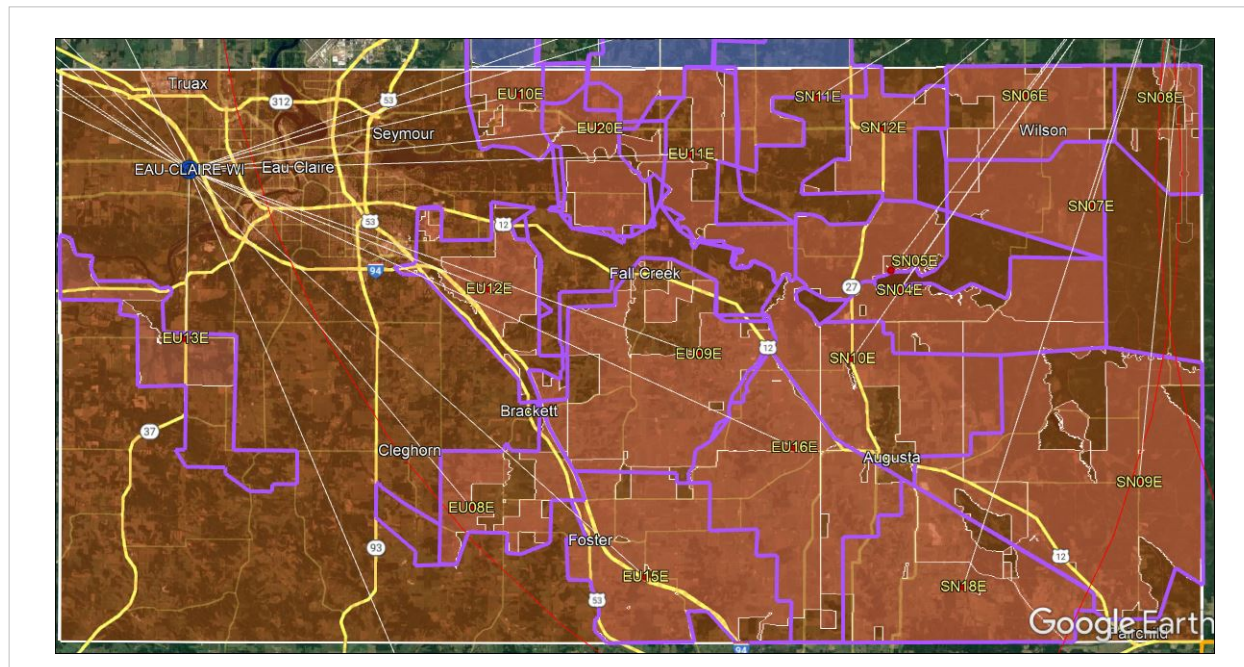 Truax
312
53
EU10E
SN11E
SN06E
SN08E
Seymour
EU20E
SN12E
Wilson
EAU-CLAIRE-WI
Eau Claire
EU11E
SN07E
53
12
94
Fall Creek
SN05E
EU12E
27
SN04E
EU13E
EU09E
12
SN10E
Brackett
37
Cleghorn
EU16E
Augusta
SN09E
EU08E
93
Foster
12
EU15E
SN18E
53
Google Earth
Fairchild
94